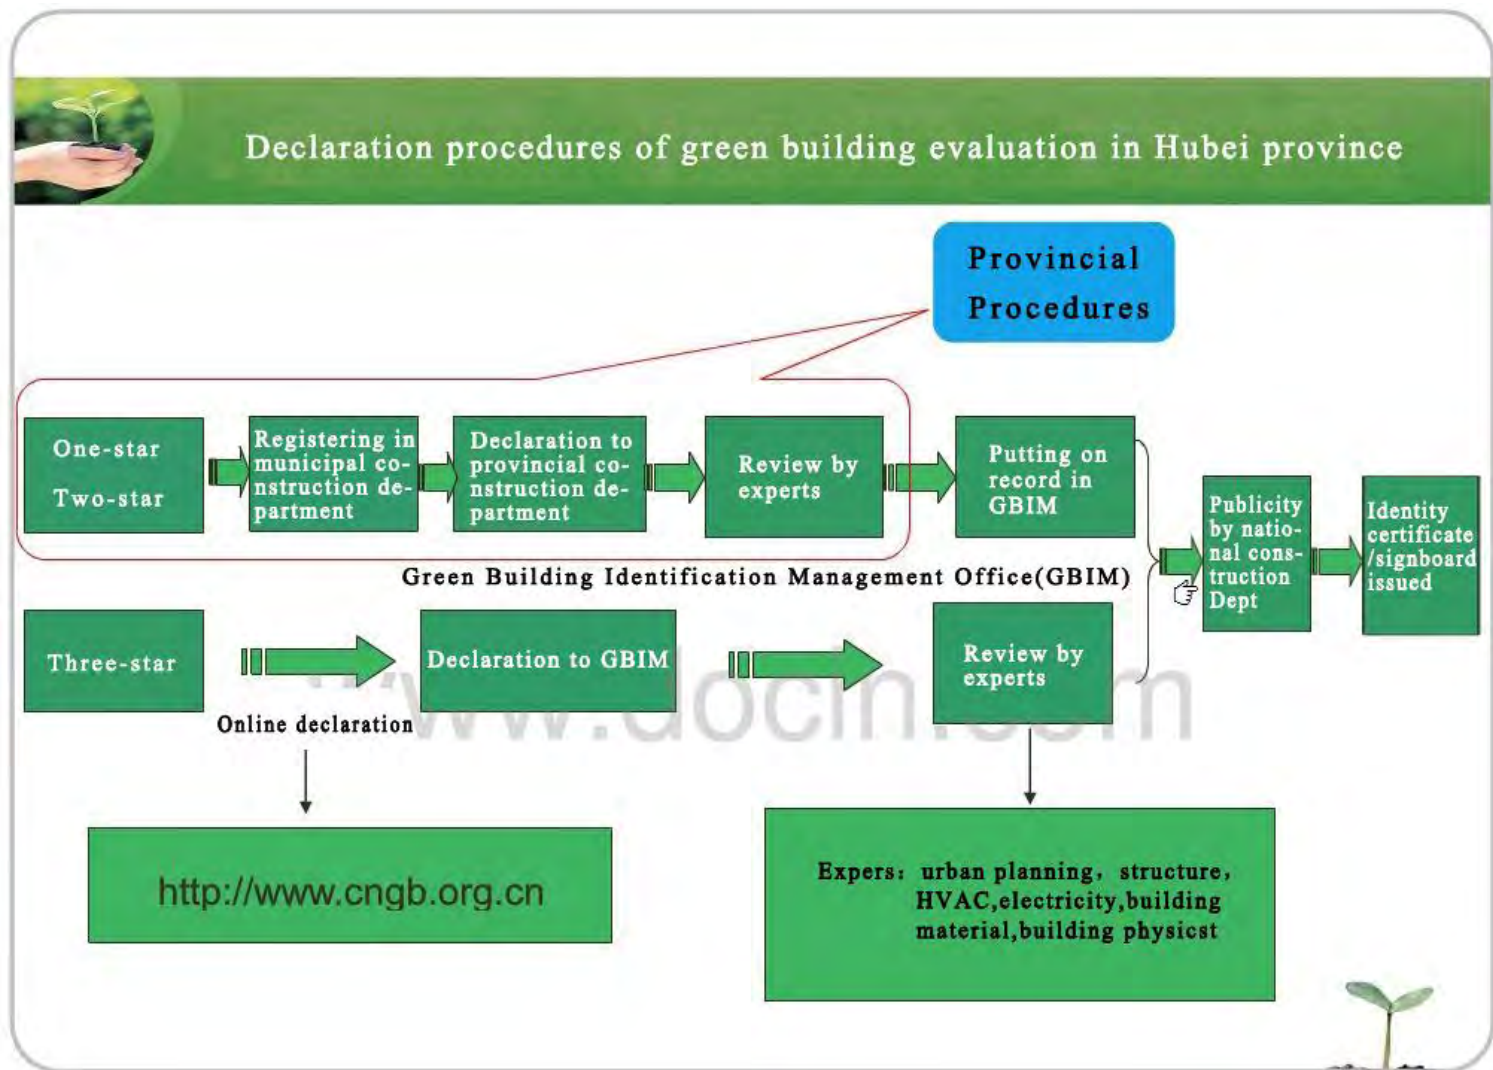 Declaration procedures of green building evaluation in Hubei province
Provincial
Procedures
One-star
Two-star
Registering in
municipal co-
nstruction de-
partment
Declaration to
provincial co-
nstruction de-
partment
Review by
experts
Putting on
record in
GBIM
Publicity
by natio-
nal cons-
truction
Dept
Identity
certificate
/signboard
issued
Green Building Identification Management Office(GBIM)
Three-star
Online declaration
Declaration to GBIM
Review by
experts
www.docin.com
http://www.cngb.org.cn
Expers: urban planning, structure,
HVAC,electricity,building
material,building physicst